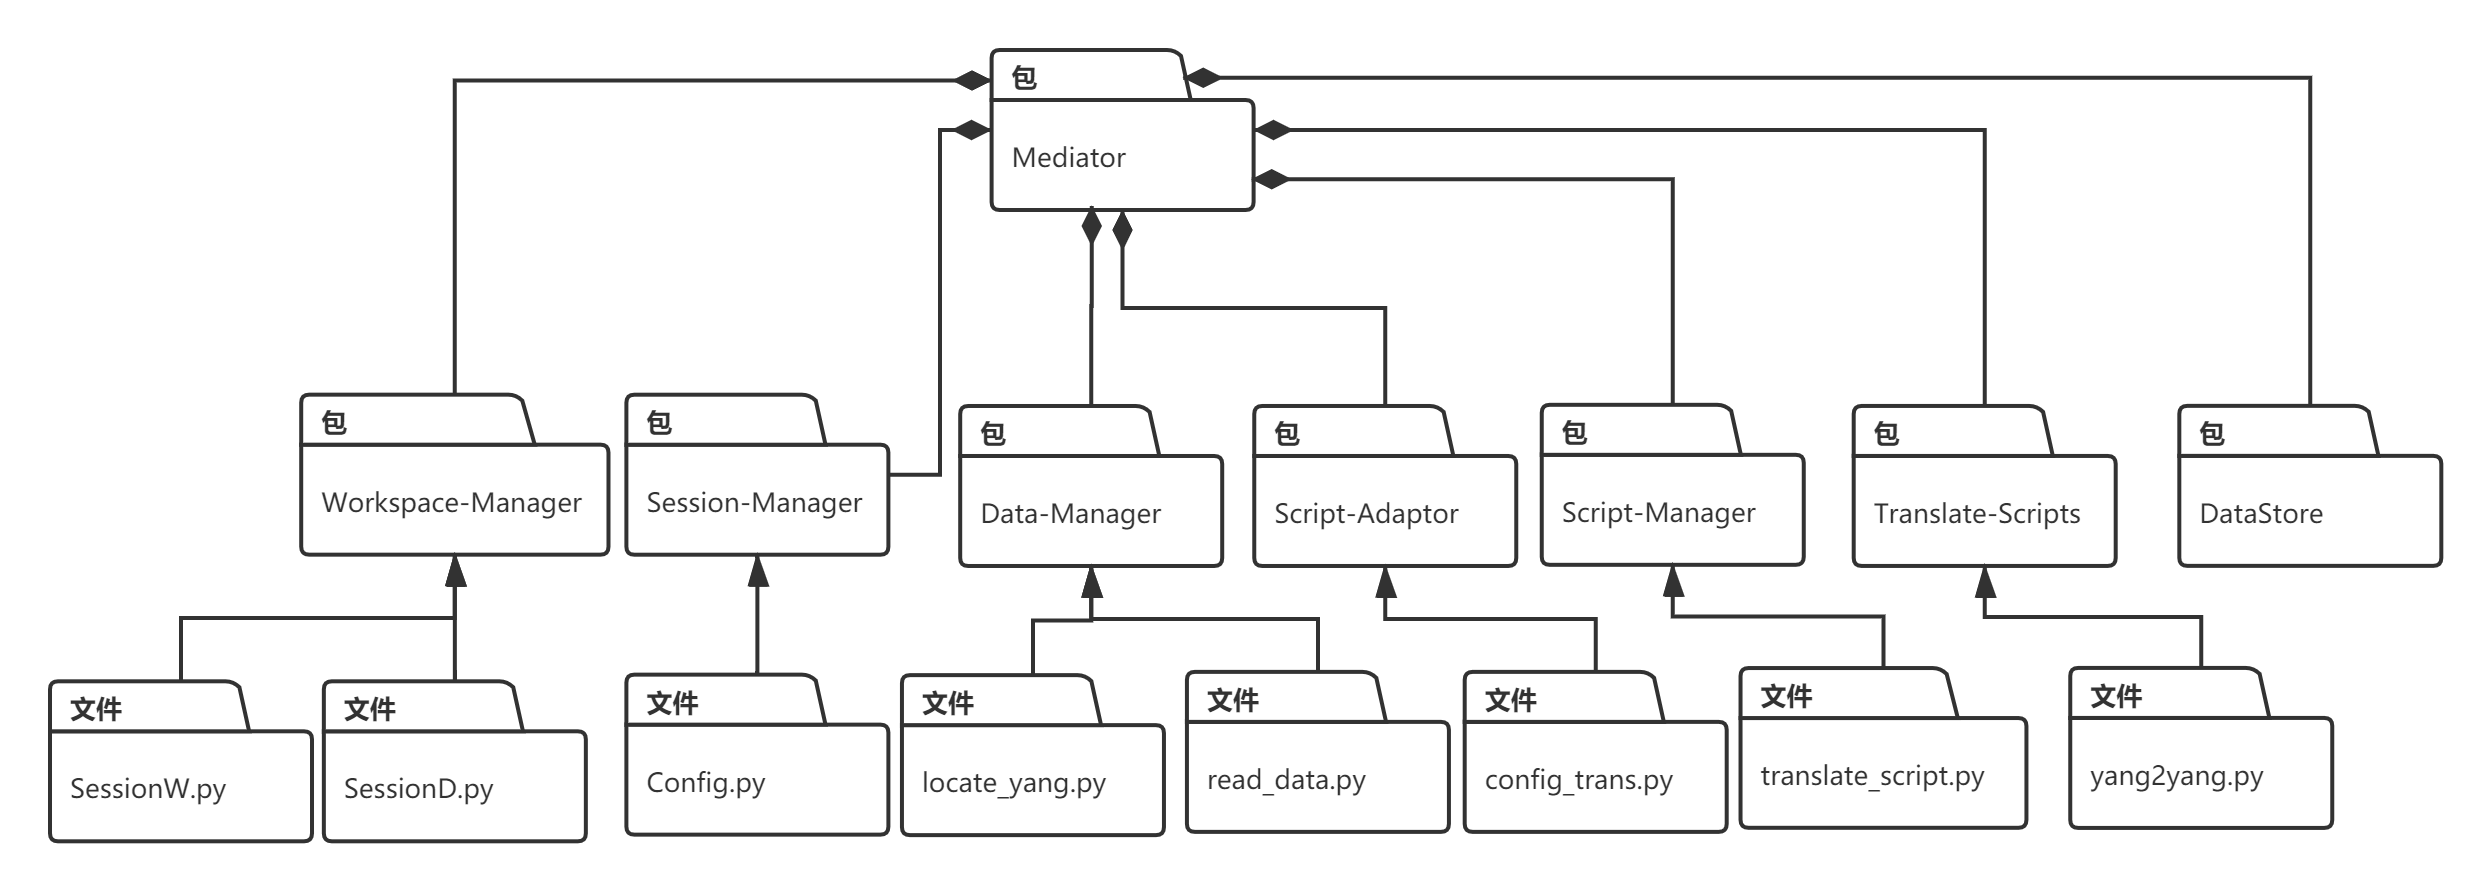 包
Mediator
包
Workspace-Manager
包
Session-Manager
包
Data-Manager
包
Script-Adaptor
包
Script-Manager
包
Translate-Scripts
包
DataStore
文件
SessionW.py
文件
SessionD.py
文件
Config.py
文件
locate_yang.py
文件
read_data.py
文件
config_trans.py
文件
translate_script.py
文件
yang2yang.py